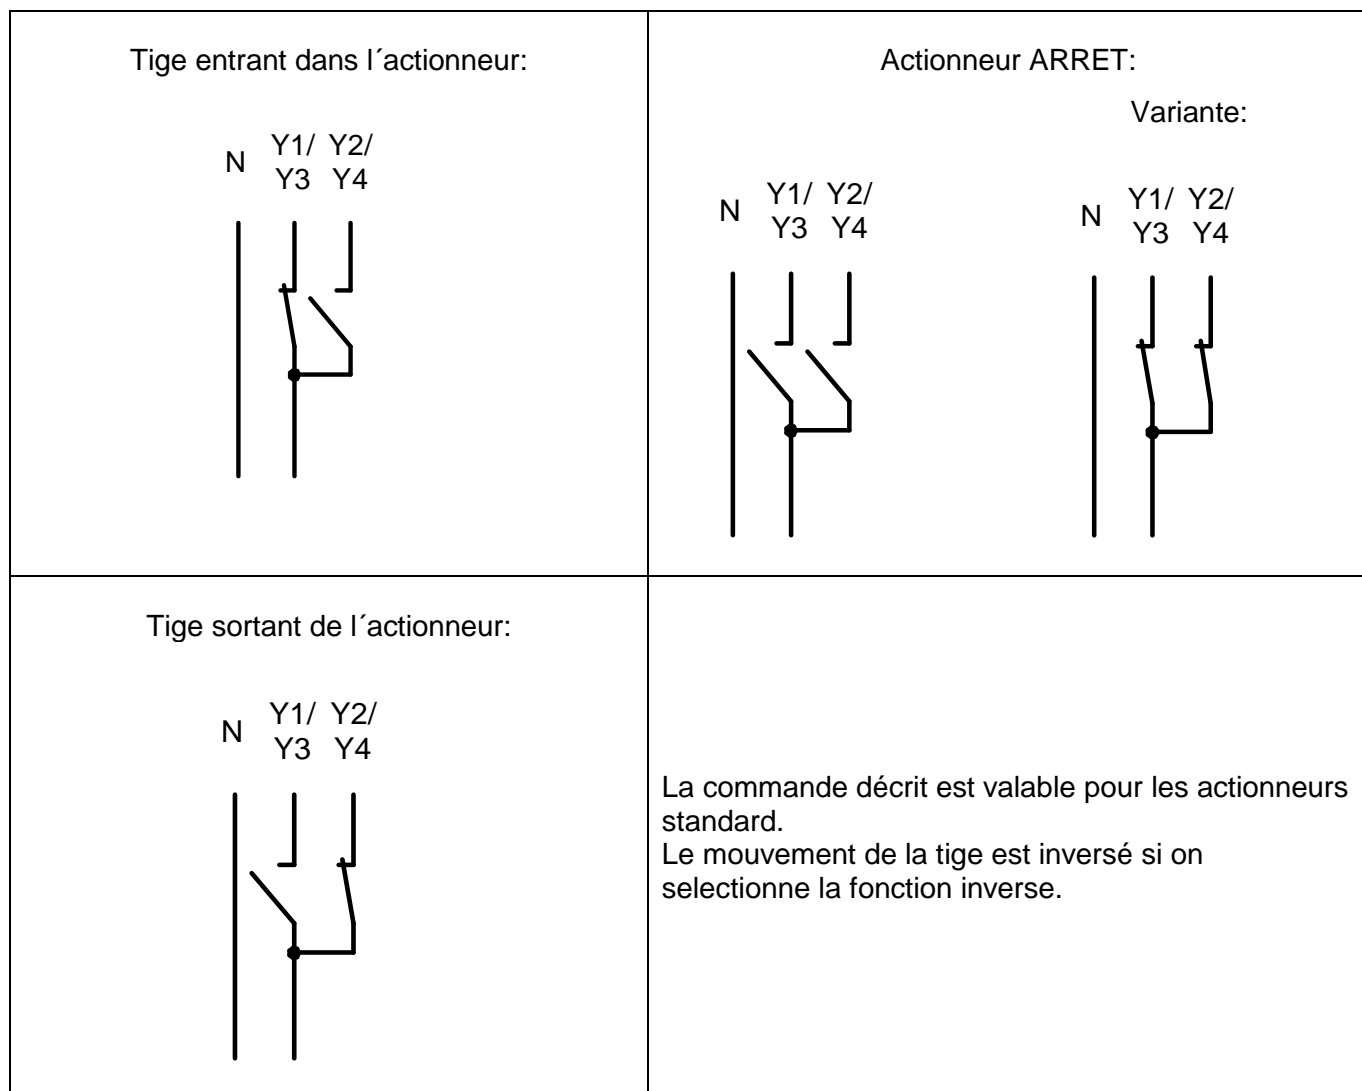 Tige entrant dans l´actionneur:
N Y1/ Y2/
Y3 Y4
Actionneur ARRET:
Variante:
N Y1/ Y2/
Y3 Y4
N Y1/ Y2/
Y3 Y4
Tige sortant de l´actionneur:
N Y1/ Y2/
Y3 Y4
La commande décrit est valable pour les actionneurs
standard.
Le mouvement de la tige est inversé si on
selectionne la fonction inverse.